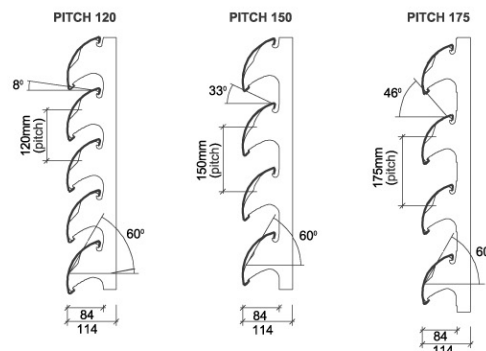 PITCH 120
PITCH 150
PITCH 175
8°
33°
46°
120mm
(pitch)
150mm
(pitch)
175mm
(pitch)
60°
60°
60
84
84
84
114
114
114